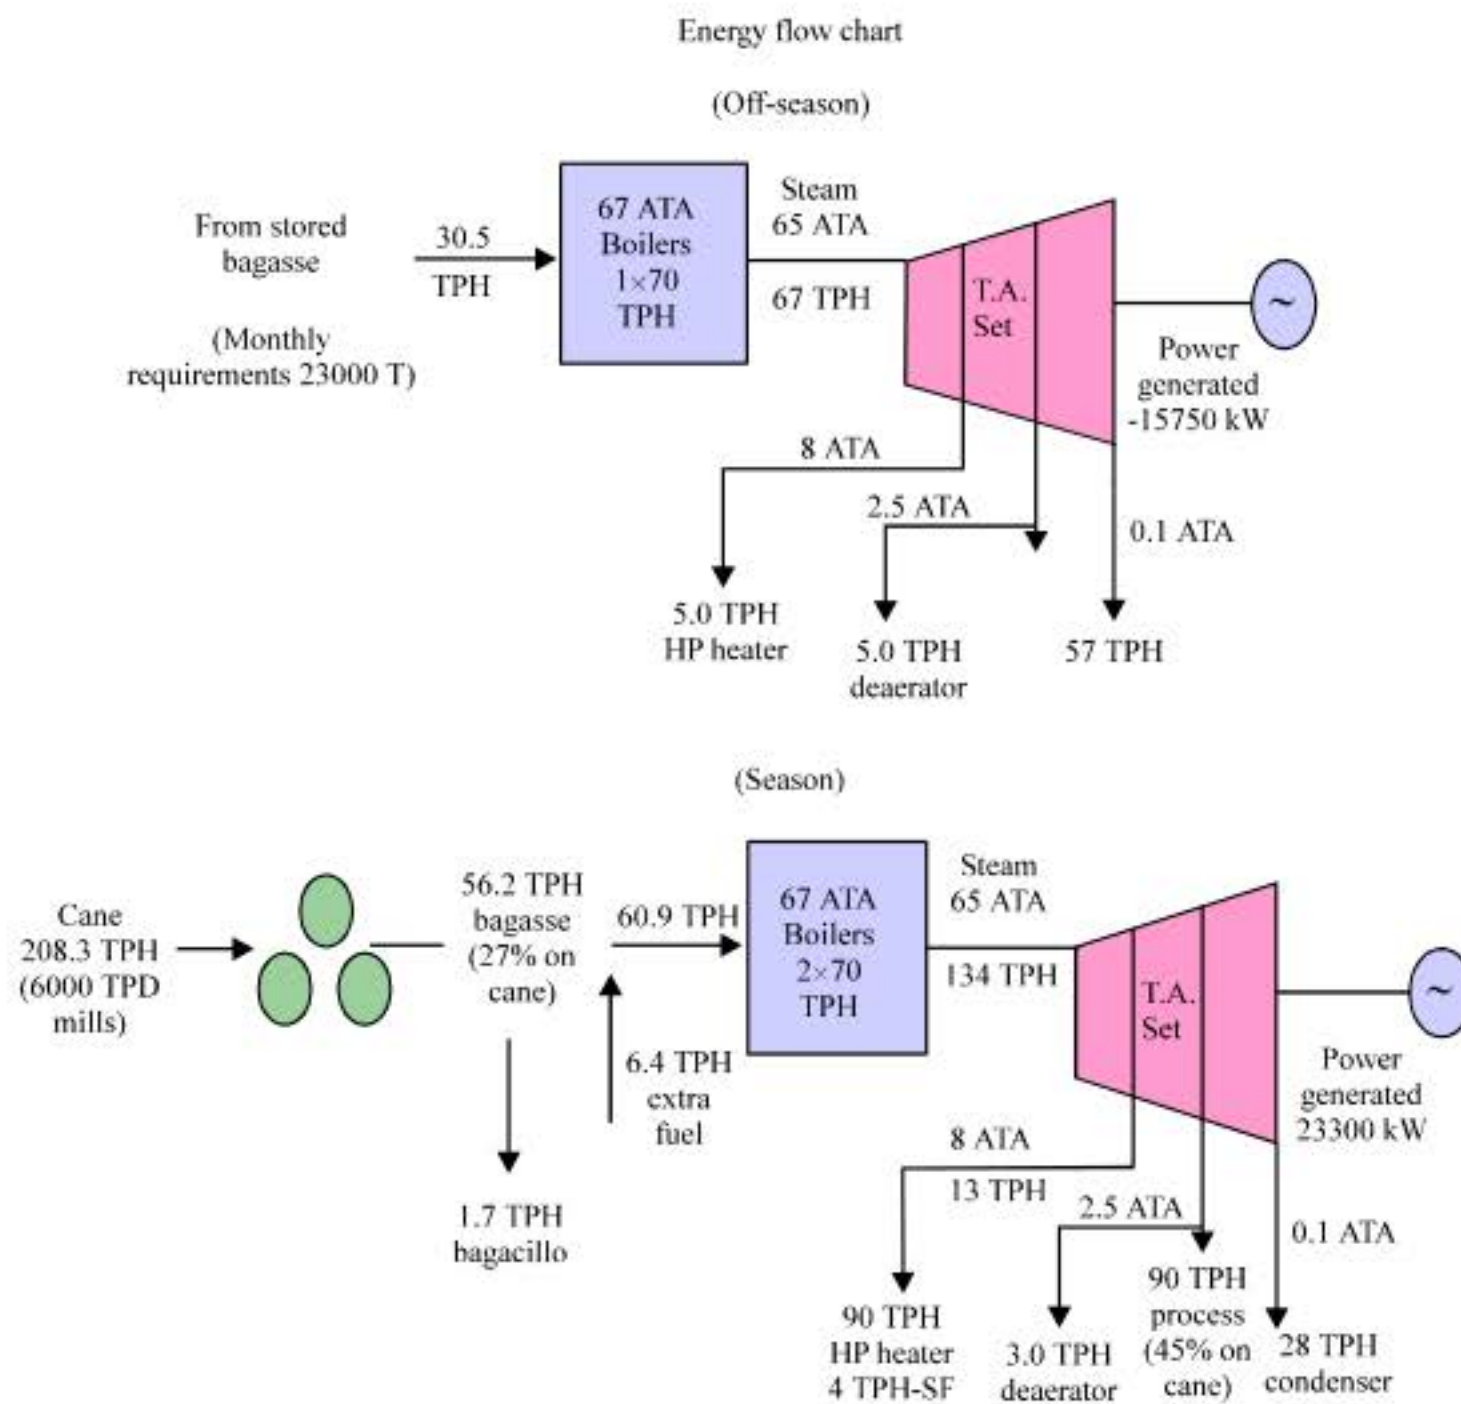 Energy flow chart
(Off-season)
From stored
bagasse
(Monthly
requirements 23000 T)
30.5
TPH
67 ATA
Boilers
1×70
TPH
Steam
65 ATA
67 TPH
T.A.
Set
~
Power
generated
-15750 kW
8 ATA
2.5 ATA
0.1 ATA
5.0 TPH
HP heater
5.0 TPH
deaerator
57 TPH
(Season)
Cane
208.3 TPH
(6000 TPD
mills)
56.2 TPH
bagasse
(27% on
cane)
60.9 TPH
6.4 TPH
extra
fuel
1.7 TPH
bagacillo
67 ATA
Boilers
2×70
TPH
Steam
65 ATA
134 TPH
T.A.
Set
~
Power
generated
23300 kW
8 ATA
13 TPH
2.5 ATA
0.1 ATA
90 TPH
HP heater
4 TPH-SF
3.0 TPH
deaerator
90 TPH
process
(45% on
cane)
28 TPH
condenser